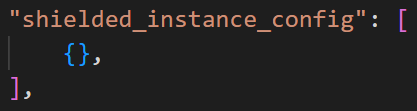 "shielded_instance_config": [
    {},
],